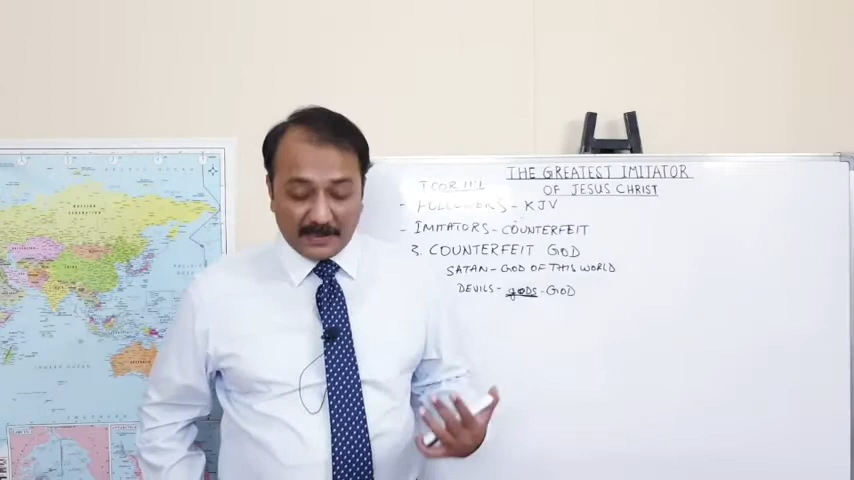 THE GREATEST IMITATOR
OF JESUS CHRIST
I COR 11:1
- FOLLOWERS - KJV
- IMITATORS - COUNTERFEIT
3. COUNTERFEIT GOD
SATAN - GOD OF THIS WORLD
DEVILS - gODS - GOD